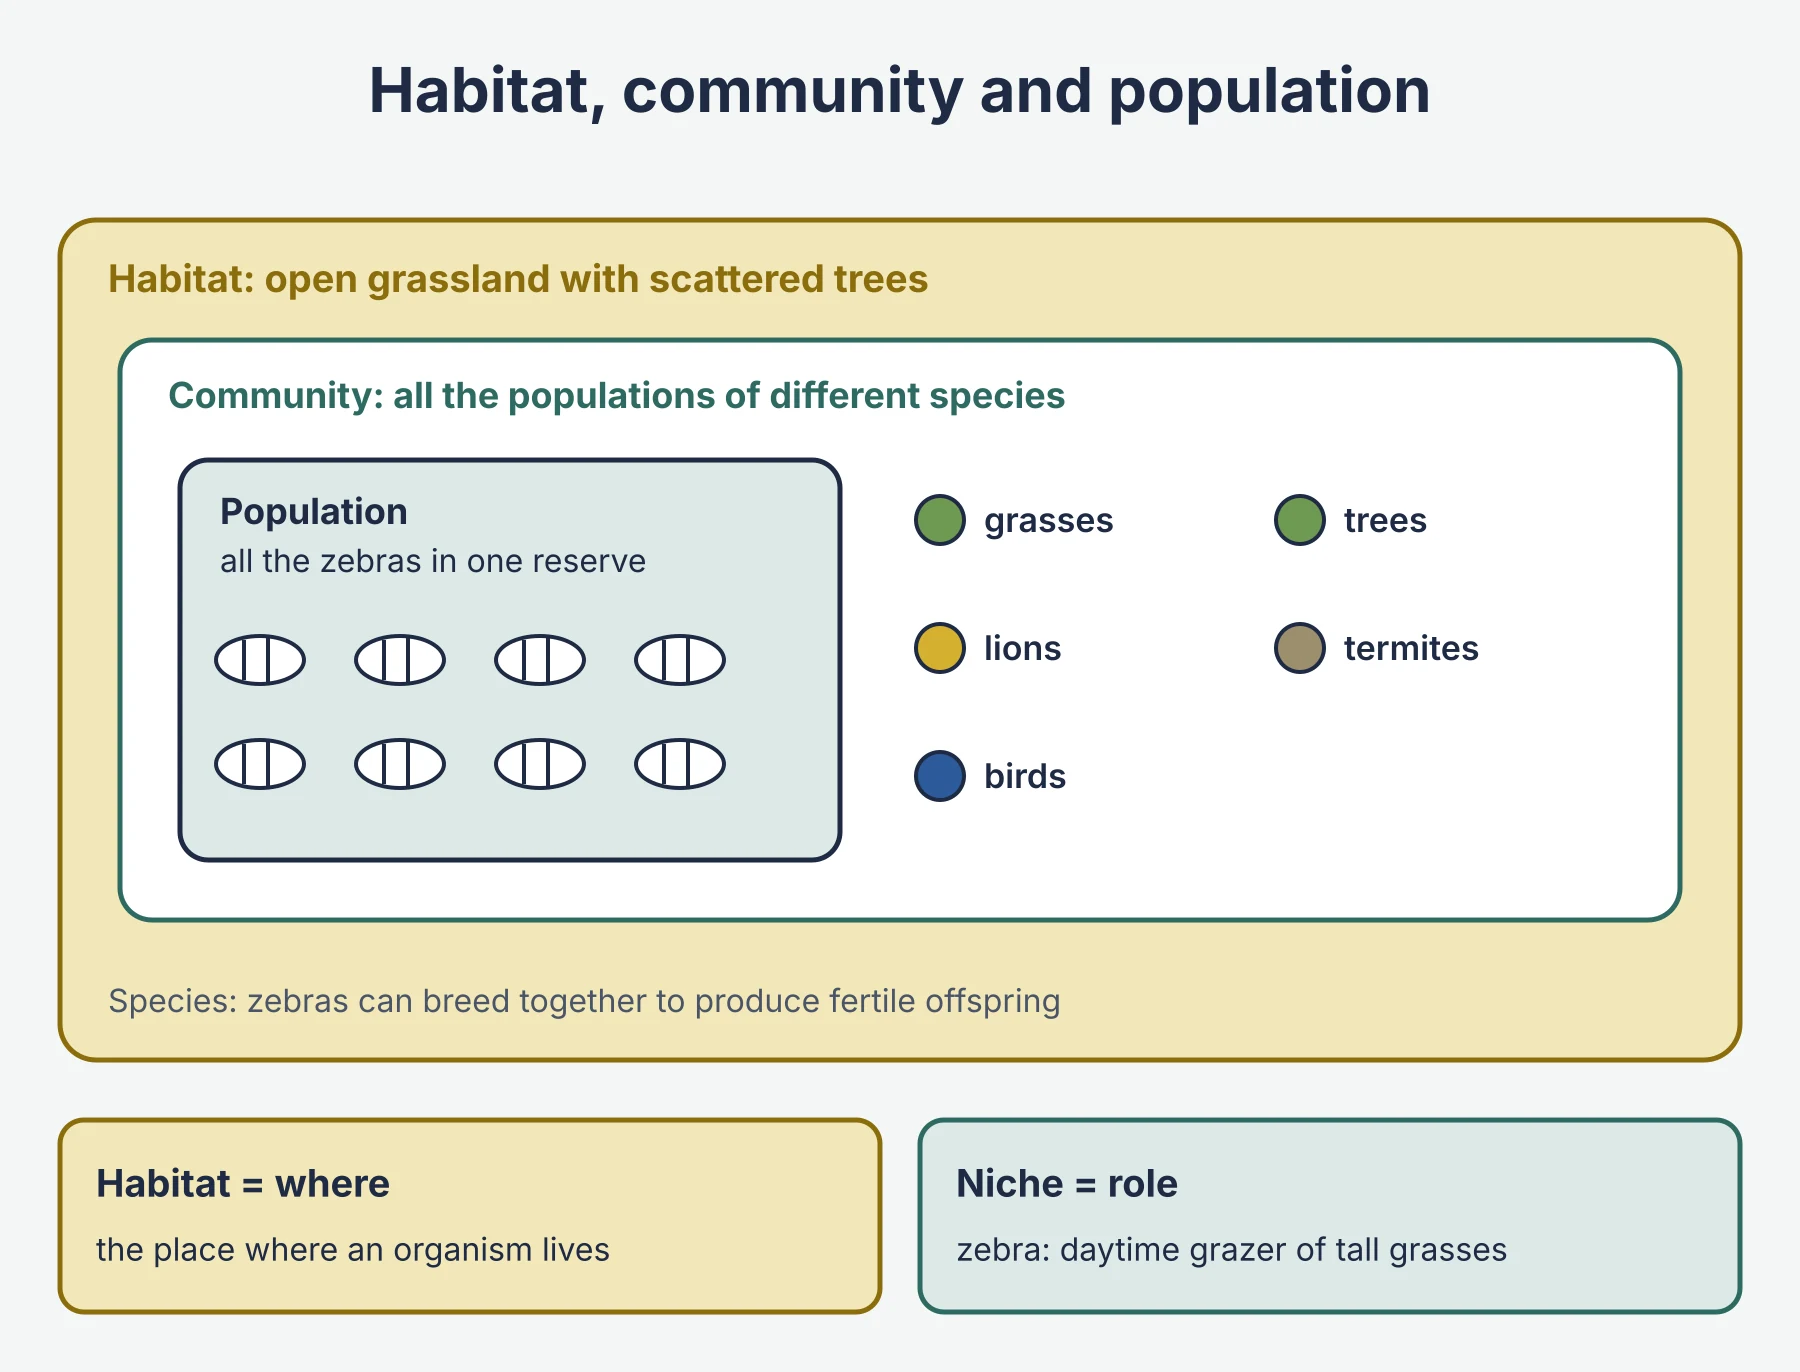 Habitat, community and population
Habitat: open grassland with scattered trees
Community: all the populations of different species
Population
all the zebras in one reserve
grasses
trees
lions
termites
birds
Species: zebras can breed together to produce fertile offspring
Habitat = where
the place where an organism lives
Niche = role
zebra: daytime grazer of tall grasses